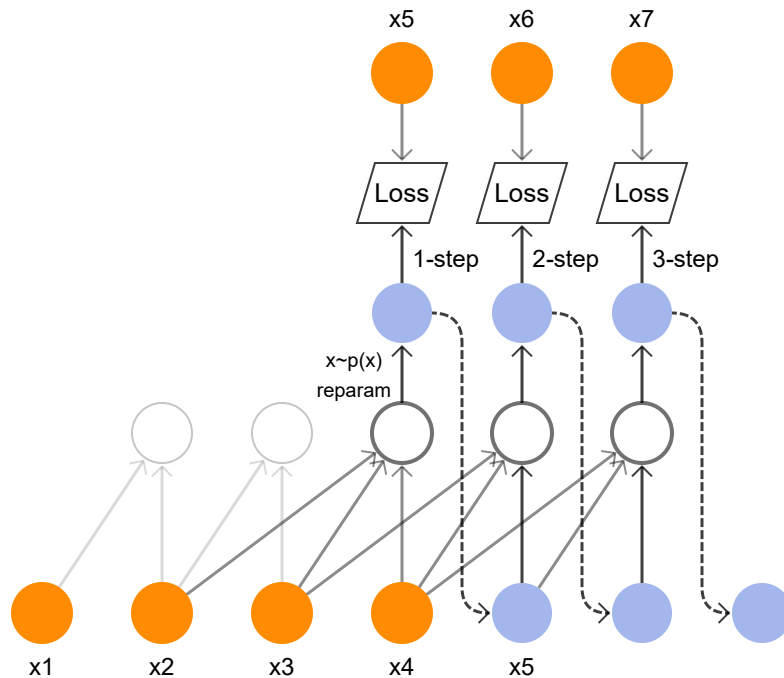 x5 x6 x7
Loss Loss Loss
1-step 2-step 3-step
x~p(x)
reparam
x1 x2 x3 x4 x5